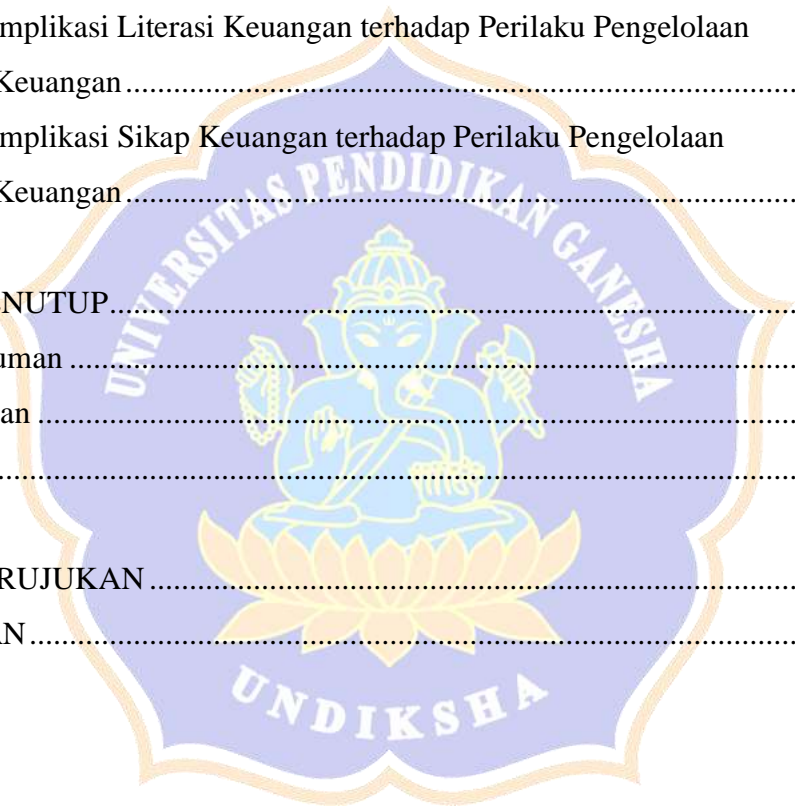 mplikasi Literasi Keuangan terhadap Perilaku Pengelolaan
Keuangan
mplikasi Sikap Keuangan terhadap Perilaku Pengelolaan
Keuangan
NUTUP
uman
an
RUJUKAN
N
UNIVERSITAS PENDIDIKAN GANESHA
UNDIKSHA